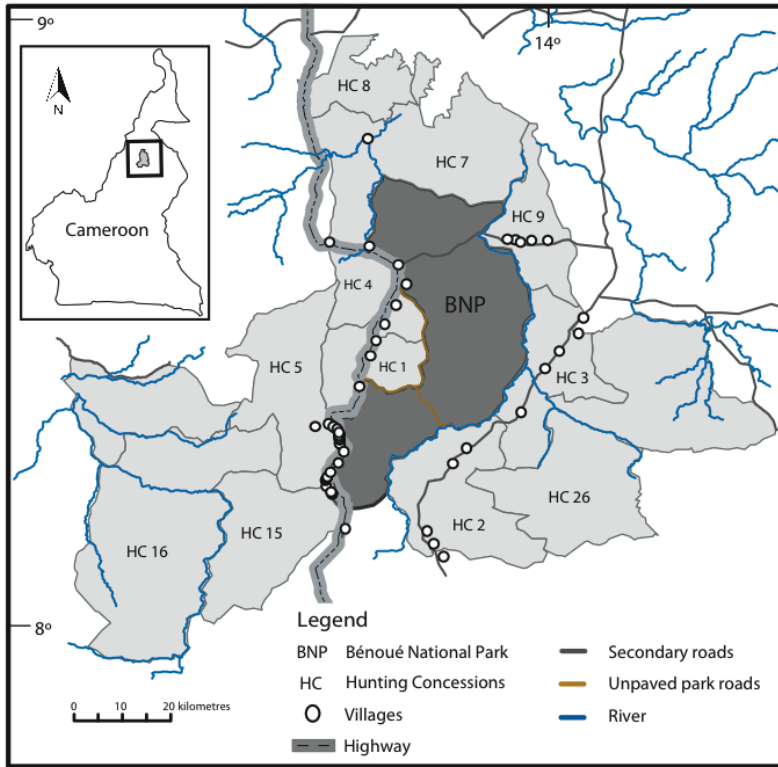 9º
14º
N
Cameroon
HC 8
HC 7
HC 9
HC 4
BNP
HC 5
HC 1
HC 3
HC 26
HC 2
HC 15
HC 16
8º
Legend
BNP Bénoué National Park
HC Hunting Concessions
Villages
Highway
Secondary roads
Unpaved park roads
River
0 10 20 kilometres